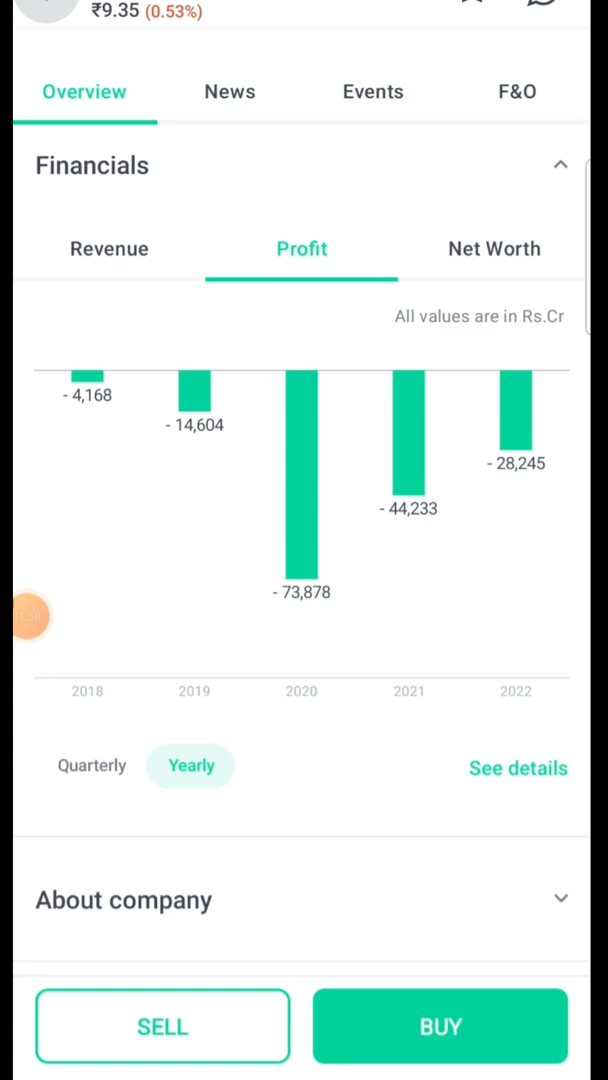 ₹9.35 (0.53%)
Overview News Events F&O
Financials
Revenue Profit Net Worth
All values are in Rs.Cr
- 4,168
- 14,604
- 28,245
- 44,233
- 73,878
01:58
2018 2019 2020 2021 2022
Quarterly Yearly See details
About company
SELL BUY